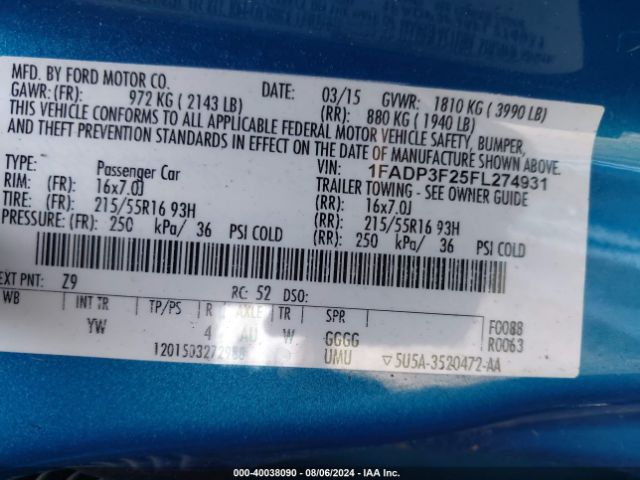 MFD. BY FORD MOTOR CO.
DATE: 03/15 GVWR: 1810 KG ( 3990 LB)
GAWR: (FR): 972 KG ( 2143 LB) (RR): 880 KG ( 1940 LB)
THIS VEHICLE CONFORMS TO ALL APPLICABLE FEDERAL MOTOR VEHICLE SAFETY, BUMPER,
AND THEFT PREVENTION STANDARDS IN EFFECT ON THE DATE OF MANUFACTURE SHOWN ABOVE.
VIN: 1FADP3F25FL274931
TYPE: Passenger Car TRAILER TOWING - SEE OWNER GUIDE
RIM: (FR): 16x7.0J (RR): 16x7.0J
TIRE: (FR): 215/55R16 93H (RR): 215/55R16 93H
PRESSURE: (FR): 250 kPa/ 36 PSI COLD (RR): 250 kPa/ 36 PSI COLD
EXT PNT: Z9 RC: 52 DSO:
WB INT TR TP/PS R AXLE TR SPR
YW 4 AU W GGGG F0088
UMU R0063
▽ 5U5A-3520472-AA
000-40038090 - 08/06/2024 - IAA